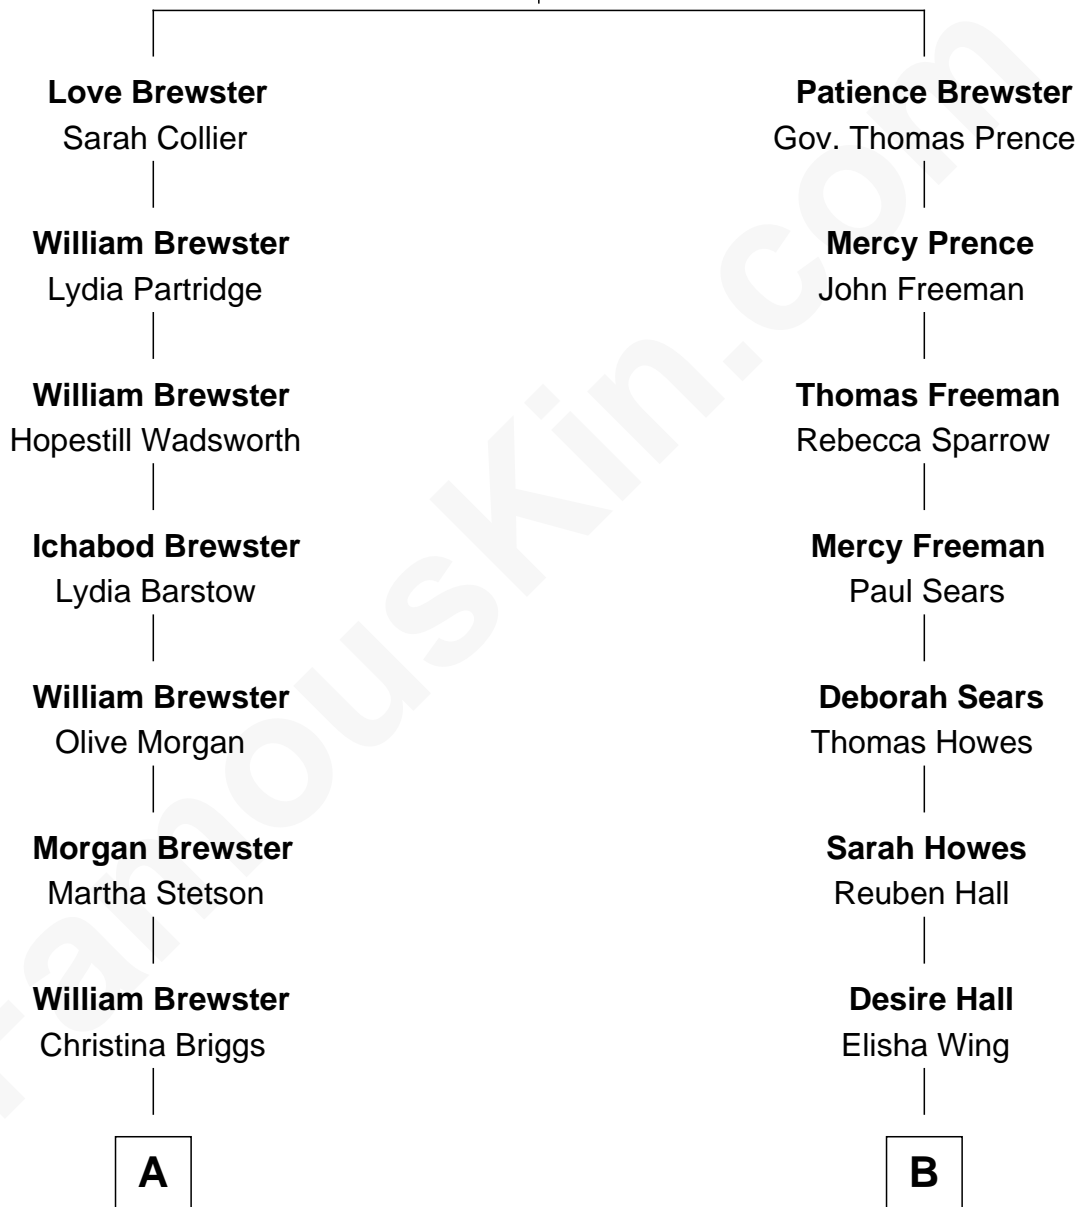 Love Brewster
Sarah Collier
William Brewster
Lydia Partridge
William Brewster
Hopestill Wadsworth
Ichabod Brewster
Lydia Barstow
William Brewster
Olive Morgan
Morgan Brewster
Martha Stetson
William Brewster
Christina Briggs
A
Patience Brewster
Gov. Thomas Prence
Mercy Prence
John Freeman
Thomas Freeman
Rebecca Sparrow
Mercy Freeman
Paul Sears
Deborah Sears
Thomas Howes
Sarah Howes
Reuben Hall
Desire Hall
Elisha Wing
B
FamousKin.com